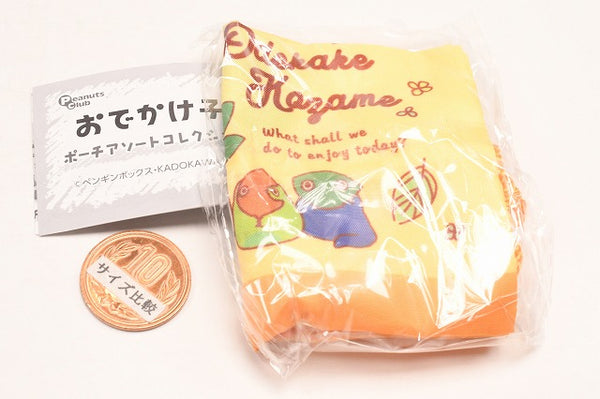 Peanuts
Club
おでかけ子
ポーチアソートコレク
©ペンギンボックス・KADOKAWA
Odekake
Kozame
What shall we
do to enjoy today?
10
サイズ比較